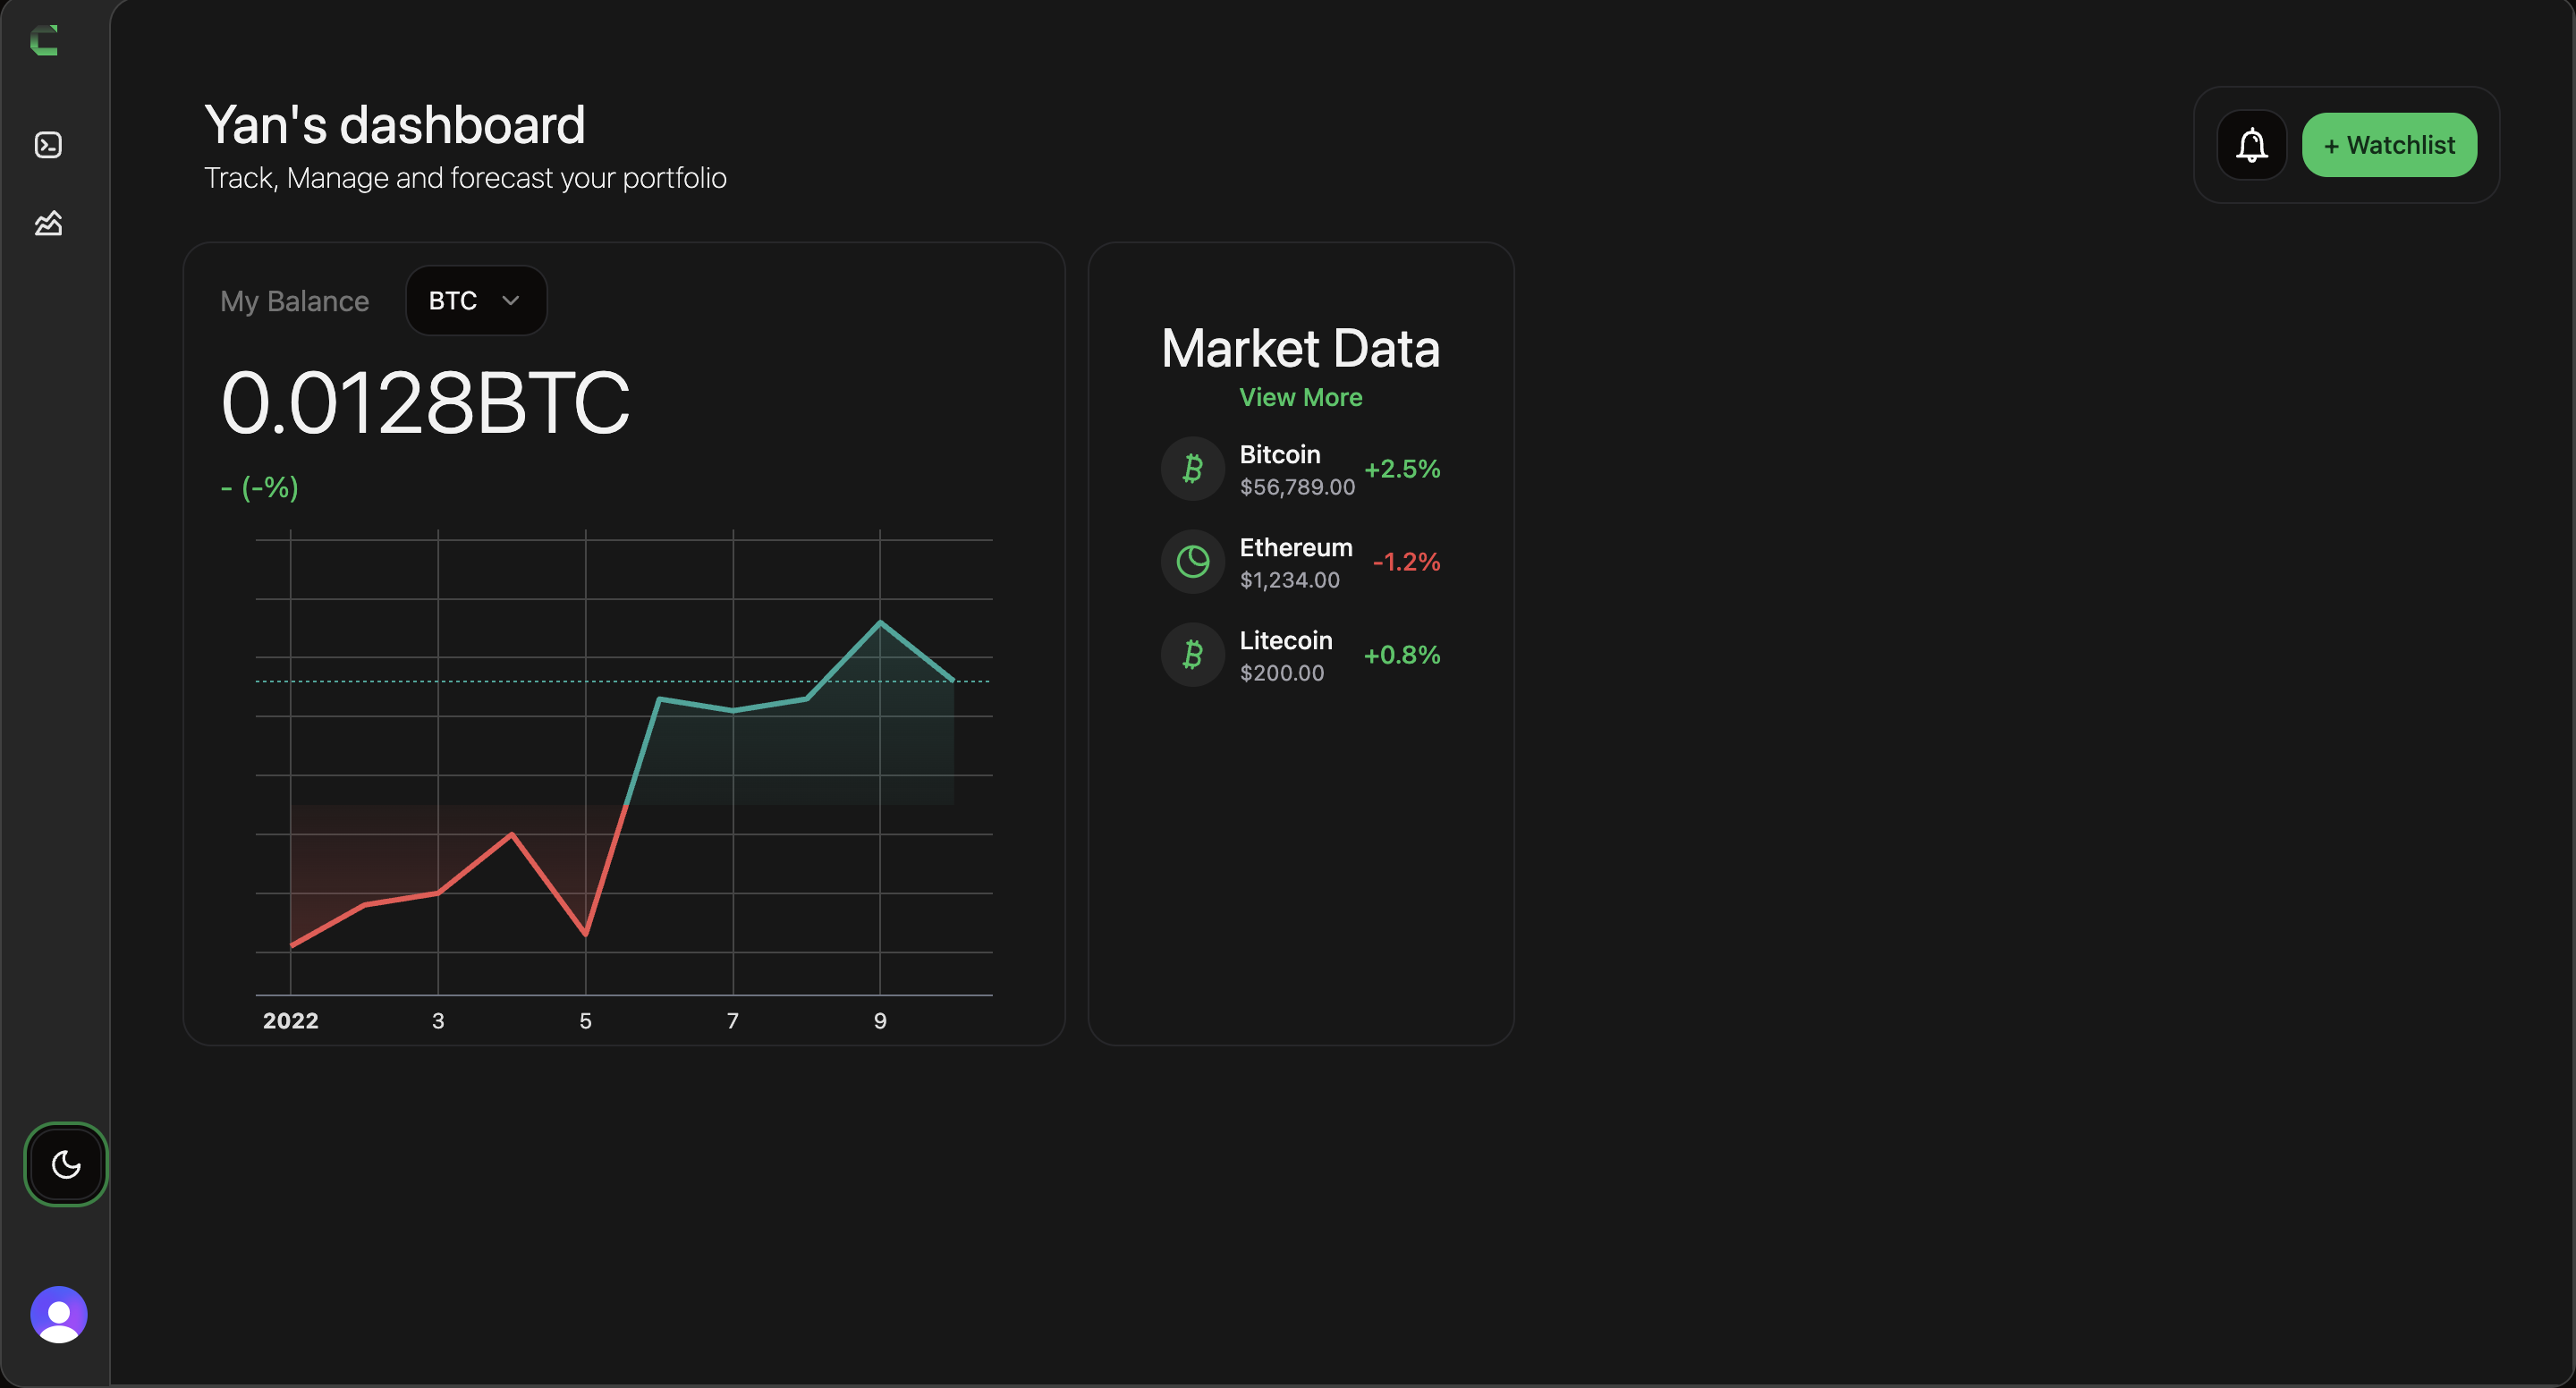 Yan's dashboard
Track, Manage and forecast your portfolio
+ Watchlist
My Balance
BTC
0.0128BTC
- (-%)
2022
3
5
7
9
Market Data
View More
Bitcoin
$56,789.00
+2.5%
Ethereum
$1,234.00
-1.2%
Litecoin
$200.00
+0.8%